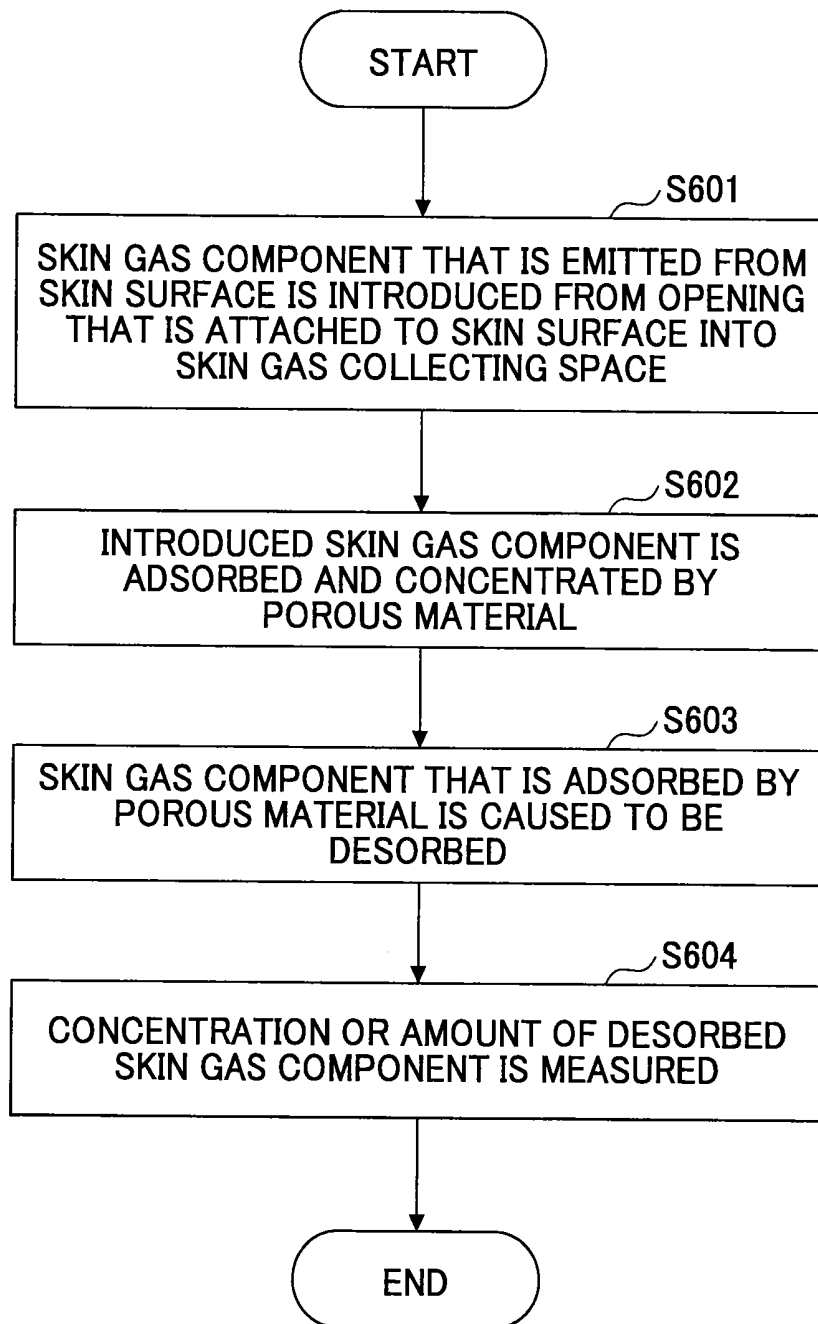 START
S601
SKIN GAS COMPONENT THAT IS EMITTED FROM
SKIN SURFACE IS INTRODUCED FROM OPENING
THAT IS ATTACHED TO SKIN SURFACE INTO
SKIN GAS COLLECTING SPACE
S602
INTRODUCED SKIN GAS COMPONENT IS
ADSORBED AND CONCENTRATED BY
POROUS MATERIAL
S603
SKIN GAS COMPONENT THAT IS ADSORBED BY
POROUS MATERIAL IS CAUSED TO BE
DESORBED
S604
CONCENTRATION OR AMOUNT OF DESORBED
SKIN GAS COMPONENT IS MEASURED
END